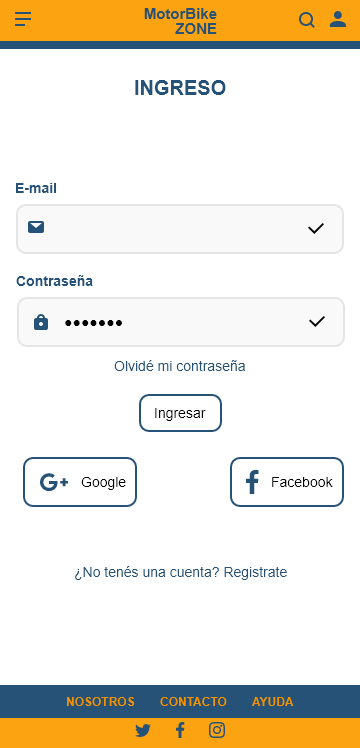 MotorBike
ZONE
INGRESO
E-mail
Contraseña
Olvidé mi contraseña
Ingresar
Google
Facebook
¿No tenés una cuenta? Registrate
NOSOTROS CONTACTO AYUDA